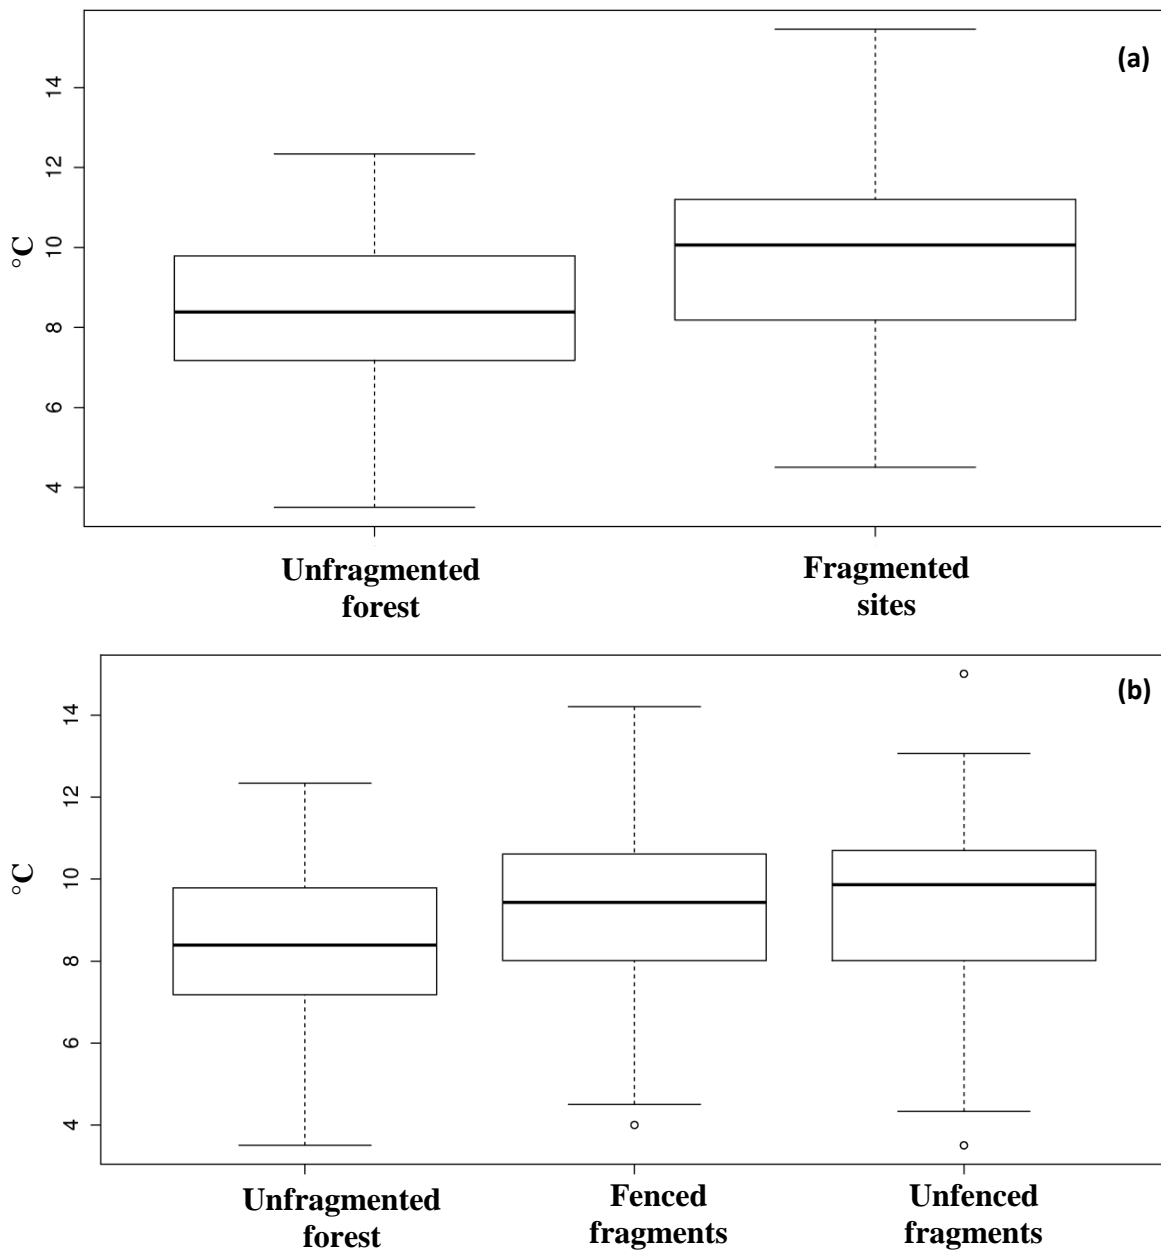 (a)
14
12
10
8
6
4
°C
Unfragmented
forest
Fragmented
sites
(b)
14
12
10
8
6
4
°C
Unfragmented
forest
Fenced
fragments
Unfenced
fragments